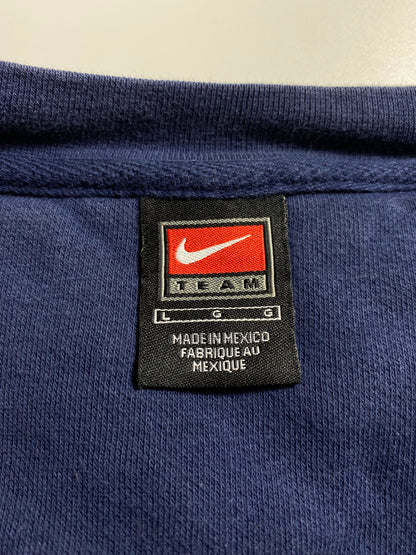 TEAM
L G G
MADE IN MEXICO
FABRIQUE AU
MEXIQUE